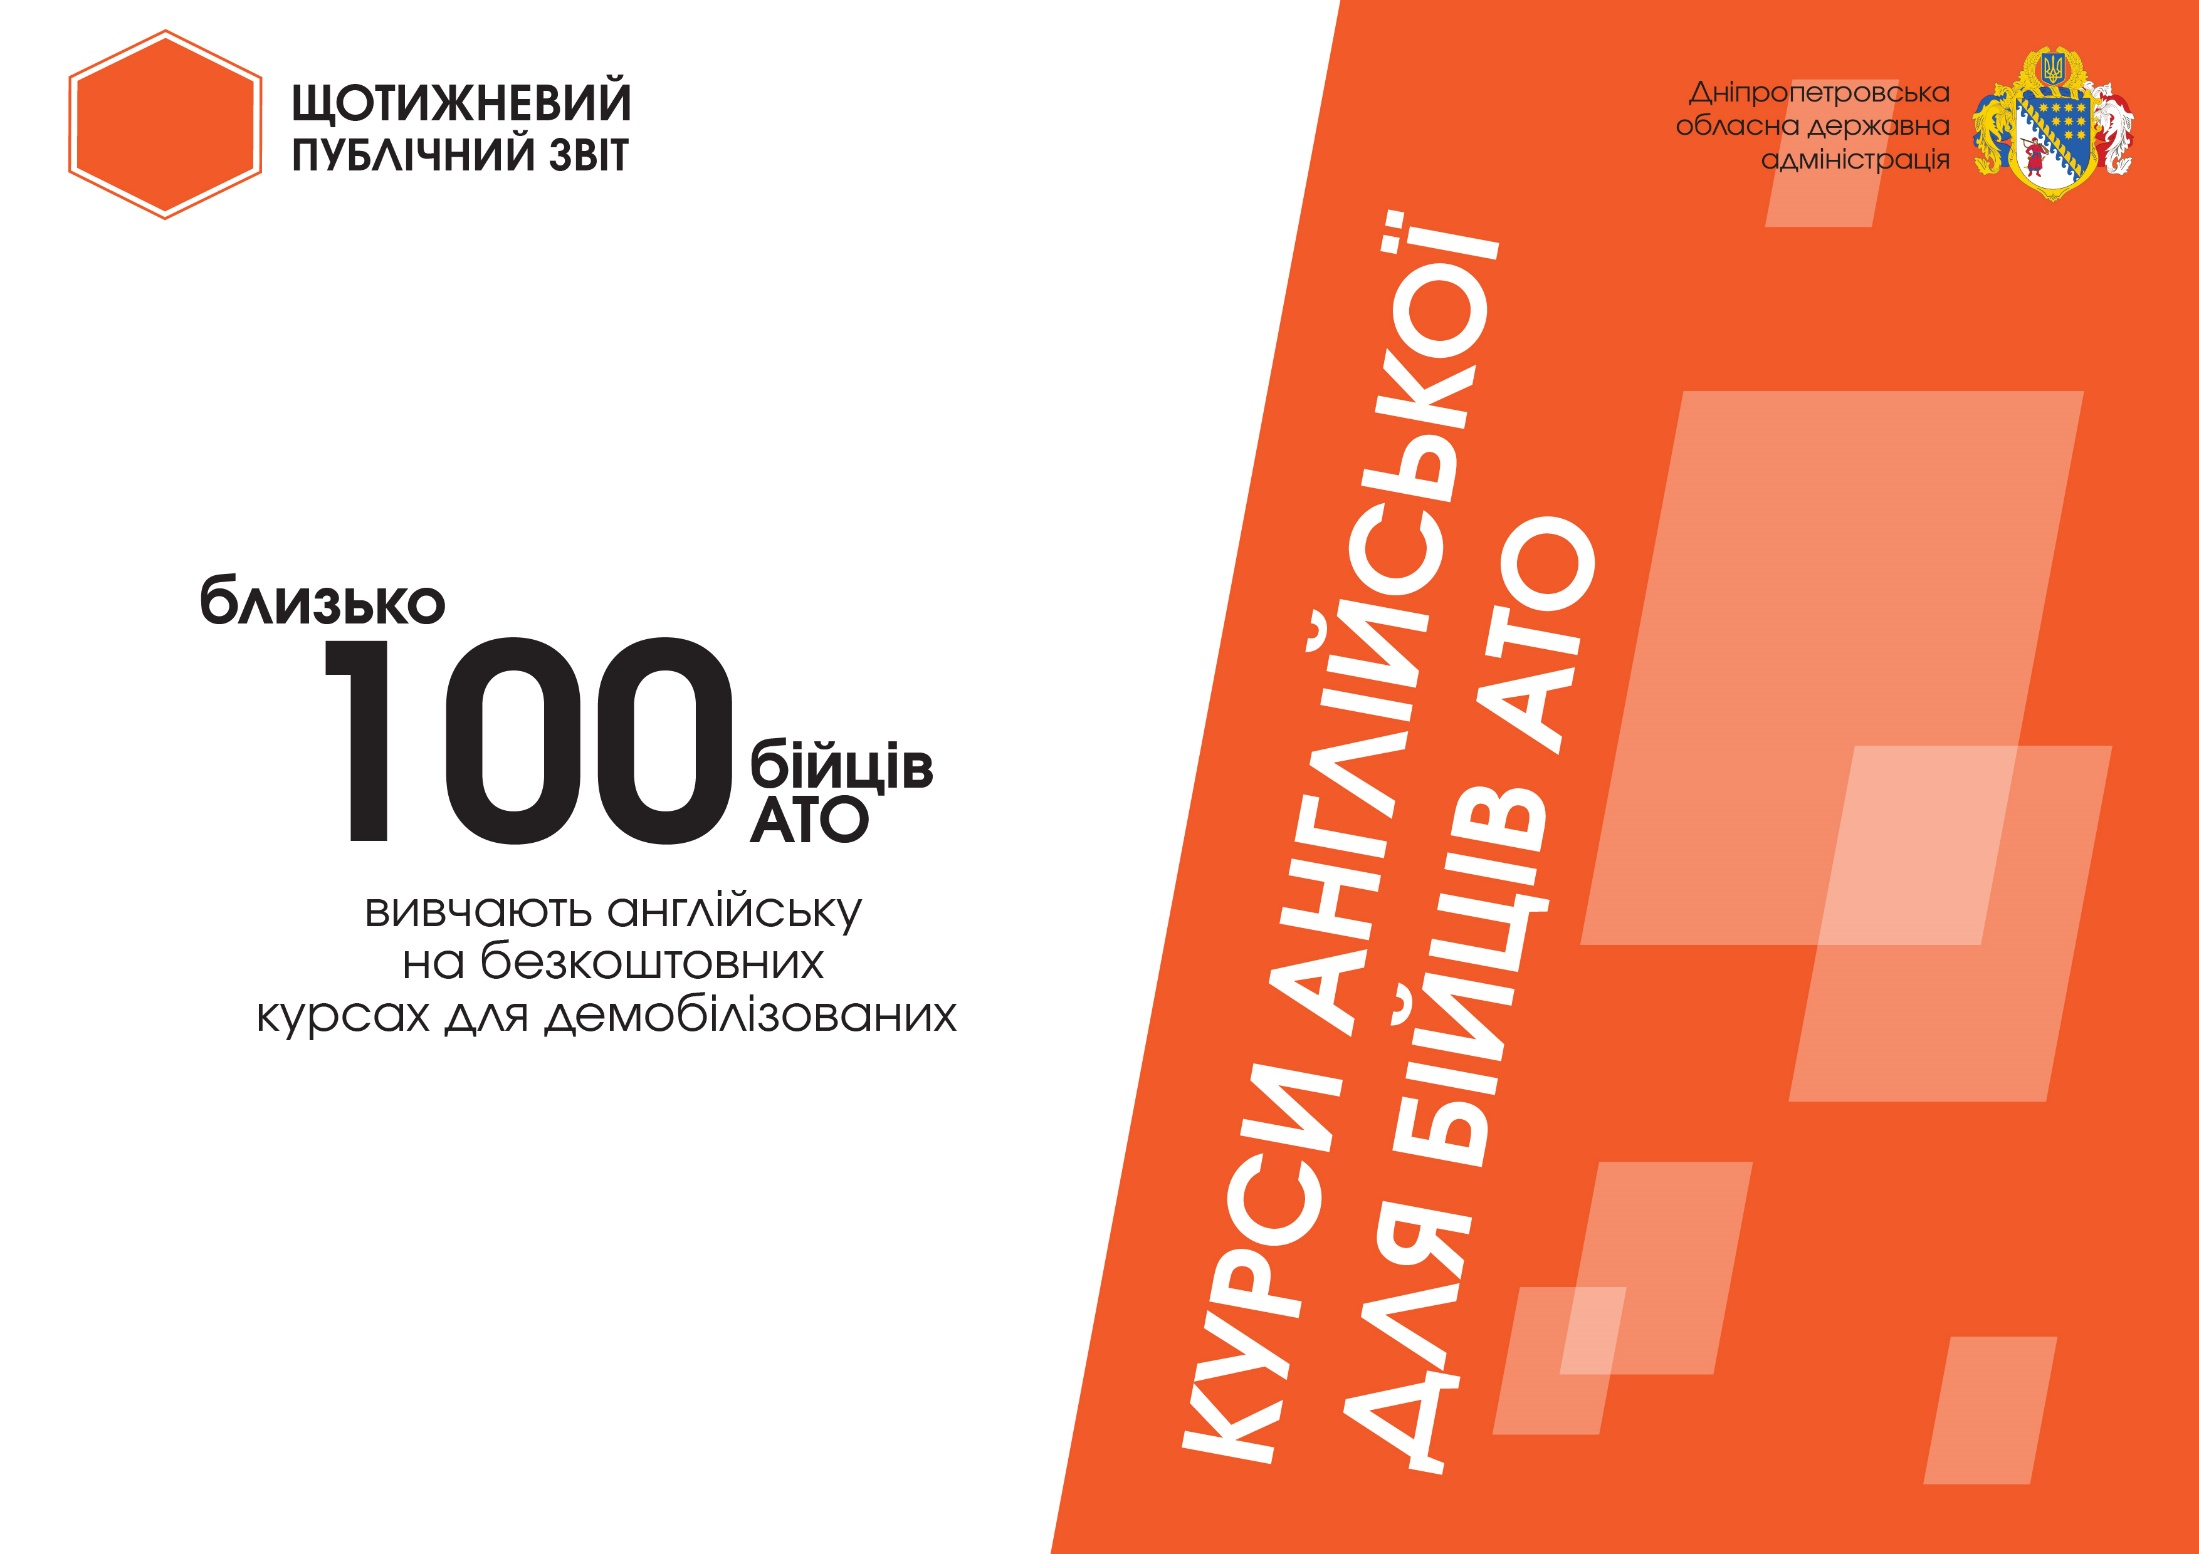 ЩОТИЖНЕВИЙ
ПУБЛІЧНИЙ ЗВІТ
Дніпропетровська
обласна державна
адміністрація
близько
100 бійців
АТО
вивчають англійську
на безкоштовних
курсах для демобілізованих
КУРСИ АНГЛІЙСЬКОЇ
ДЛЯ БІЙЦІВ АТО